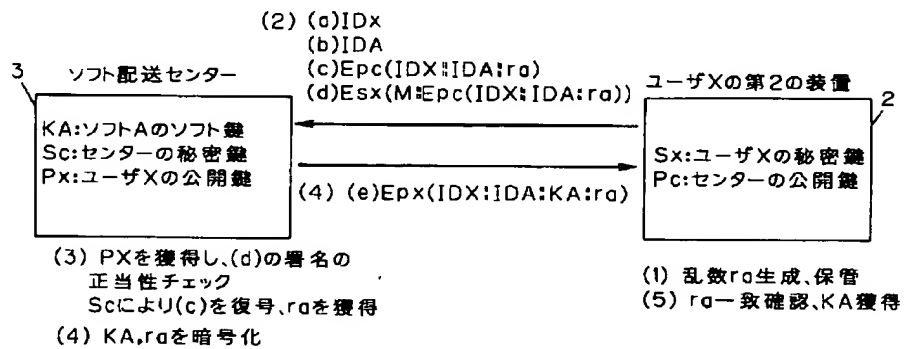 (2) (a)IDx
(b)IDA
(c)Epc(IDX¦IDA¦ra)
(d)Esx(M¦Epc(IDX¦IDA¦ra))
3
ソフト配送センター
KA:ソフトAのソフト鍵
Sc:センターの秘密鍵
Px:ユーザXの公開鍵
ユーザXの第2の装置
2
Sx:ユーザXの秘密鍵
Pc:センターの公開鍵
(4) (e)Epx(IDX¦IDA¦KA¦ra)
(3) PXを獲得し、(d)の署名の
正当性チェック
Scにより(c)を復号、raを獲得
(4) KA,raを暗号化
(1) 乱数ra生成、保管
(5) ra一致確認、KA獲得